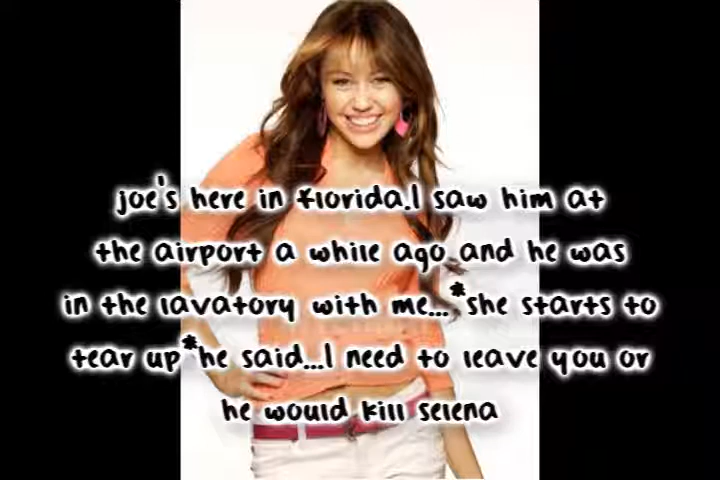 joe's here in florida.I saw him at
the airport a while ago and he was
in the lavatory with me...*she starts to
tear up*he said...I need to leave you or
he would kill selena